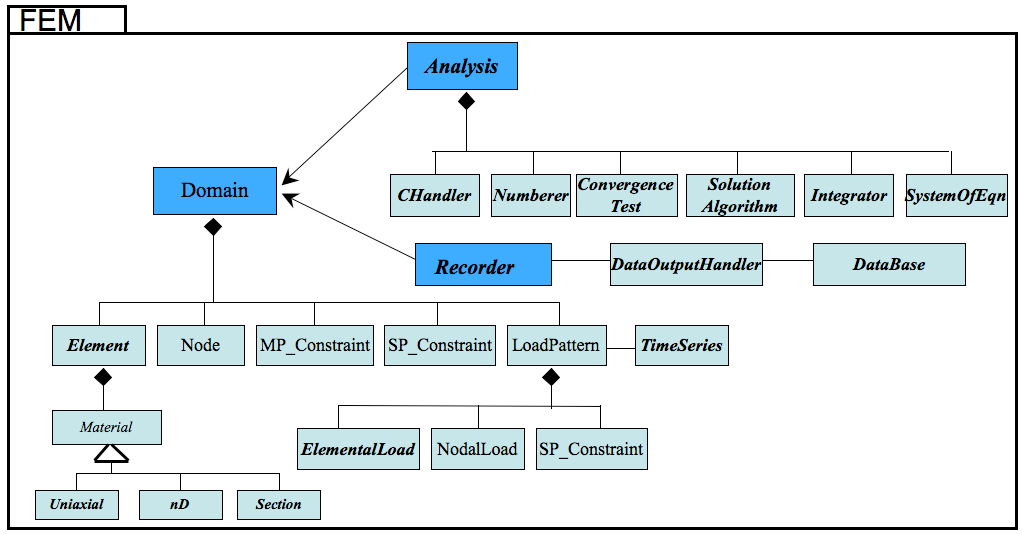 FEM
Analysis
CHandler
Numberer
Convergence
Test
Solution
Algorithm
Integrator
SystemOfEqn
Domain
Recorder
DataOutputHandler
DataBase
Element
Node
MP_Constraint
SP_Constraint
LoadPattern
TimeSeries
Material
ElementalLoad
NodalLoad
SP_Constraint
Uniaxial
nD
Section